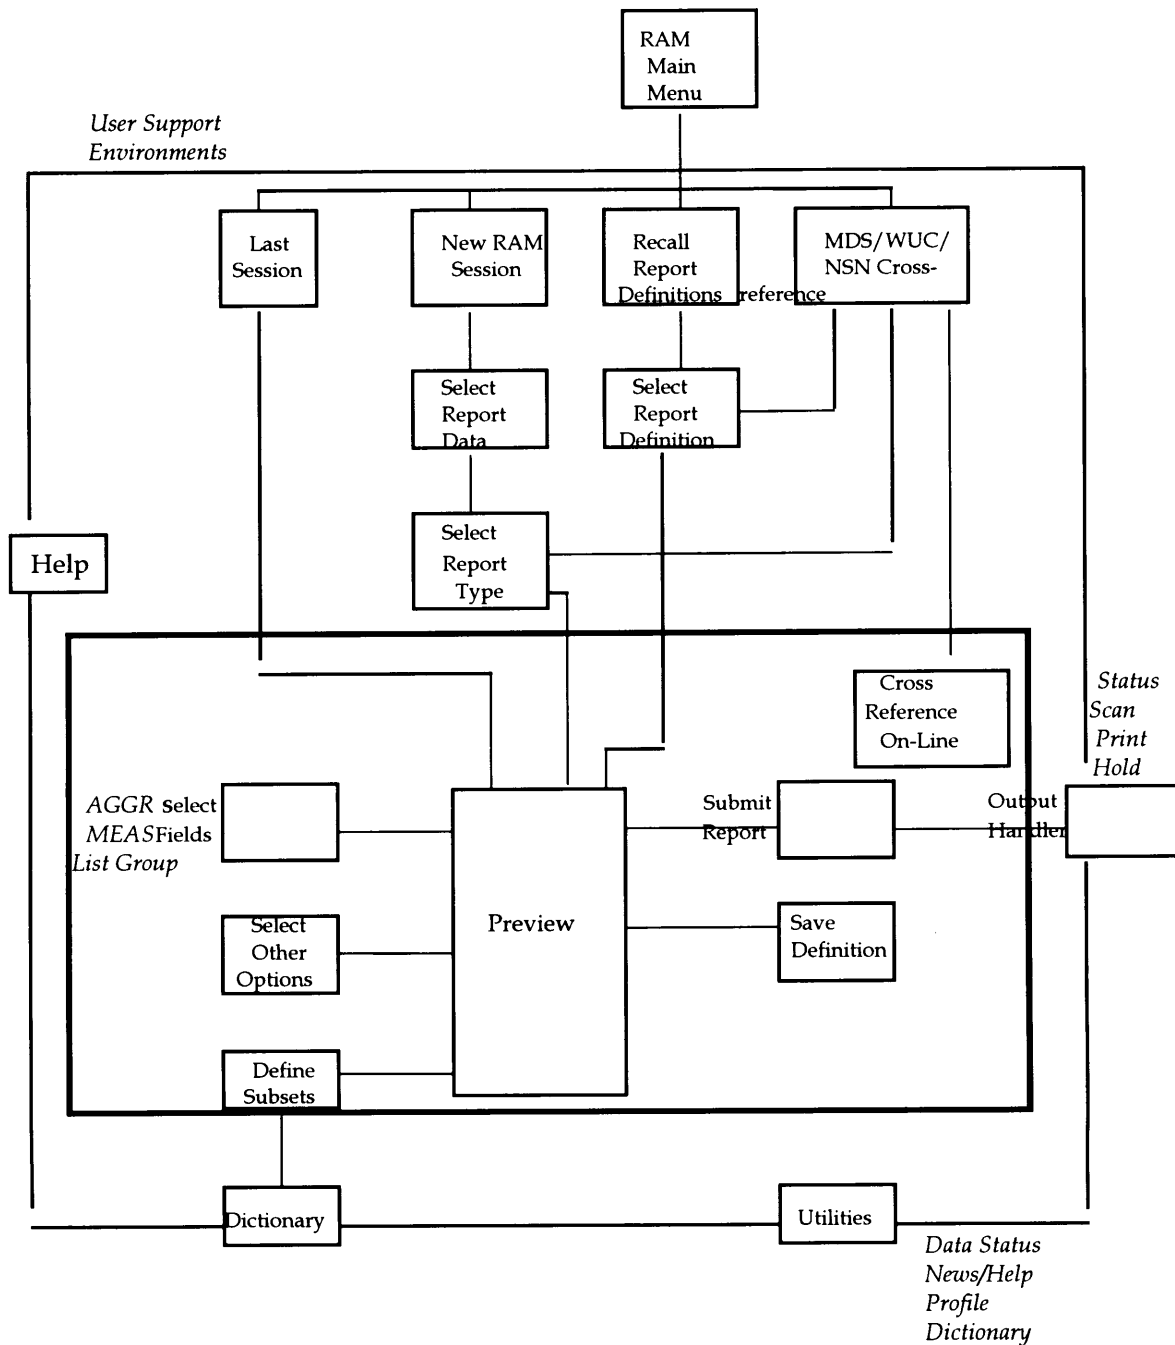 RAM
Main
Menu
User Support
Environments
Last
Session
New RAM
Session
Recall
Report
Definitions
MDS/WUC/
NSN Cross-
reference
Select
Report
Data
Select
Report
Definition
Select
Report
Type
Help
Cross
Reference
On-Line
Status
Scan
Print
Hold
AGGR Select
MEAS Fields
List Group
Submit
Report
Output
Handler
Preview
Select
Other
Options
Save
Definition
Define
Subsets
Dictionary
Utilities
Data Status
News/Help
Profile
Dictionary